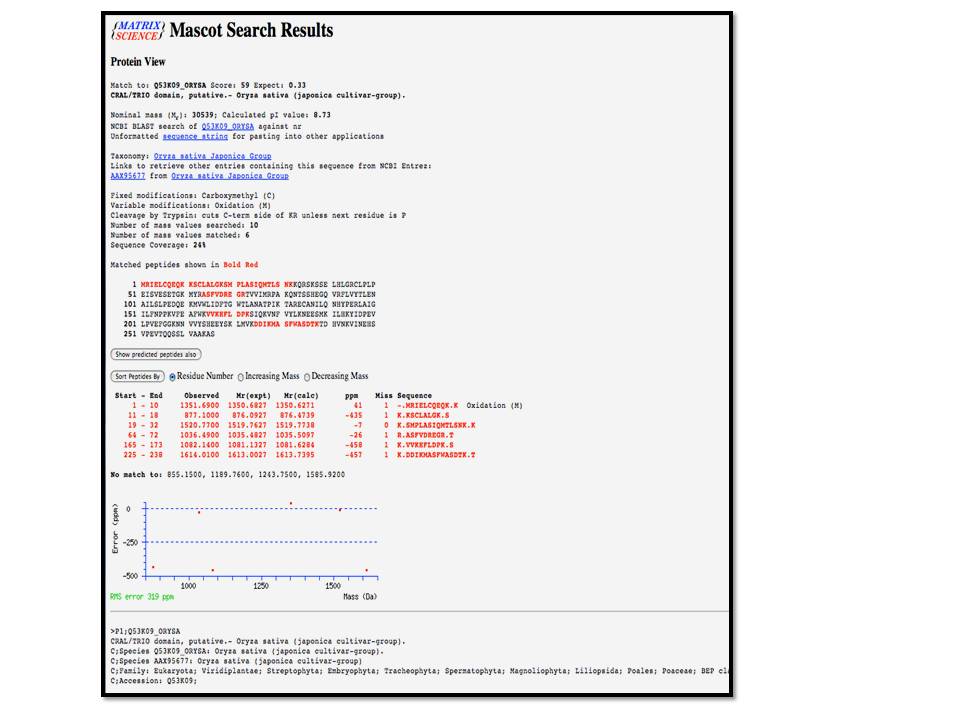 {MATRIX} {SCIENCE} Mascot Search Results
Protein View
Match to: Q53K09_ORYSA Score: 59 Expect: 0.33
CRAL/TRIO domain, putative.- Oryza sativa (japonica cultivar-group).
Nominal mass (Mr): 30539; Calculated pI value: 8.73
NCBI BLAST search of Q53K09_ORYSA against nr
Unformatted sequence string for pasting into other applications
Taxonomy: Oryza sativa Japonica Group
Links to retrieve other entries containing this sequence from NCBI Entrez:
AAX95677 from Oryza sativa Japonica Group
Fixed modifications: Carboxymethyl (C)
Variable modifications: Oxidation (M)
Cleavage by Trypsin: cuts C-term side of KR unless next residue is P
Number of mass values searched: 10
Number of mass values matched: 6
Sequence Coverage: 24%
Matched peptides shown in Bold Red
1 MRIELCQEQK KSCLALGKSM PLASIQMTLS NKKQRSKSSE LHLGRCLPLP
51 EISVSESETGK MYRASFVDRE GRTVVIMRPA KQNTSSHEGQ VRFLVYTLEN
101 AILSLPEDQE KMVWLIDFTG WTLANATPIK TARECANILQ NHYPERLAIG
151 ILFNPPKVFE AFWKVVKHFL DPKSIQKVNF VYLKNEESMK ILHKYIDPEV
201 LPVEFGGKNN VVYSHEEYSK LMVKDDIKMA SFWASDTKTD HVNKVINEHS
251 VPEVTQQSSL VAAKAS
Show predicted peptides also
Sort Peptides By Residue Number Increasing Mass Decreasing Mass
Start - End Observed Mr(expt) Mr(calc) ppm Miss Sequence
1 - 10 1351.6900 1350.6827 1350.6271 41 1 -.MRIELCQEQK.K Oxidation (M)
11 - 18 877.1000 876.0927 876.4739 -435 1 K.KSCLALGK.S
19 - 32 1520.7700 1519.7627 1519.7738 -7 0 K.SMPLASIQMTLSNK.K
64 - 72 1036.4900 1035.4827 1035.5097 -26 1 R.ASFVDREGR.T
165 - 173 1082.1400 1081.1327 1081.6284 -458 1 K.VVKHFLDPK.S
225 - 238 1614.0100 1613.0027 1613.7395 -457 1 K.DDIKMASFWASDTK.T
No match to: 855.1500, 1189.7600, 1243.7500, 1585.9200
Error (ppm)
0
-250
-500
1000 1250 1500
RMS error 319 ppm Mass (Da)
>P1;Q53K09_ORYSA
CRAL/TRIO domain, putative.- Oryza sativa (japonica cultivar-group).
C;Species Q53K09_ORYSA: Oryza sativa (japonica cultivar-group).
C;Species AAX95677: Oryza sativa (japonica cultivar-group)
C;Family: Eukaryota; Viridiplantae; Streptophyta; Embryophyta; Tracheophyta; Spermatophyta; Magnoliophyta; Liliopsida; Poales; Poaceae; BEP cla
C;Accession: Q53K09;